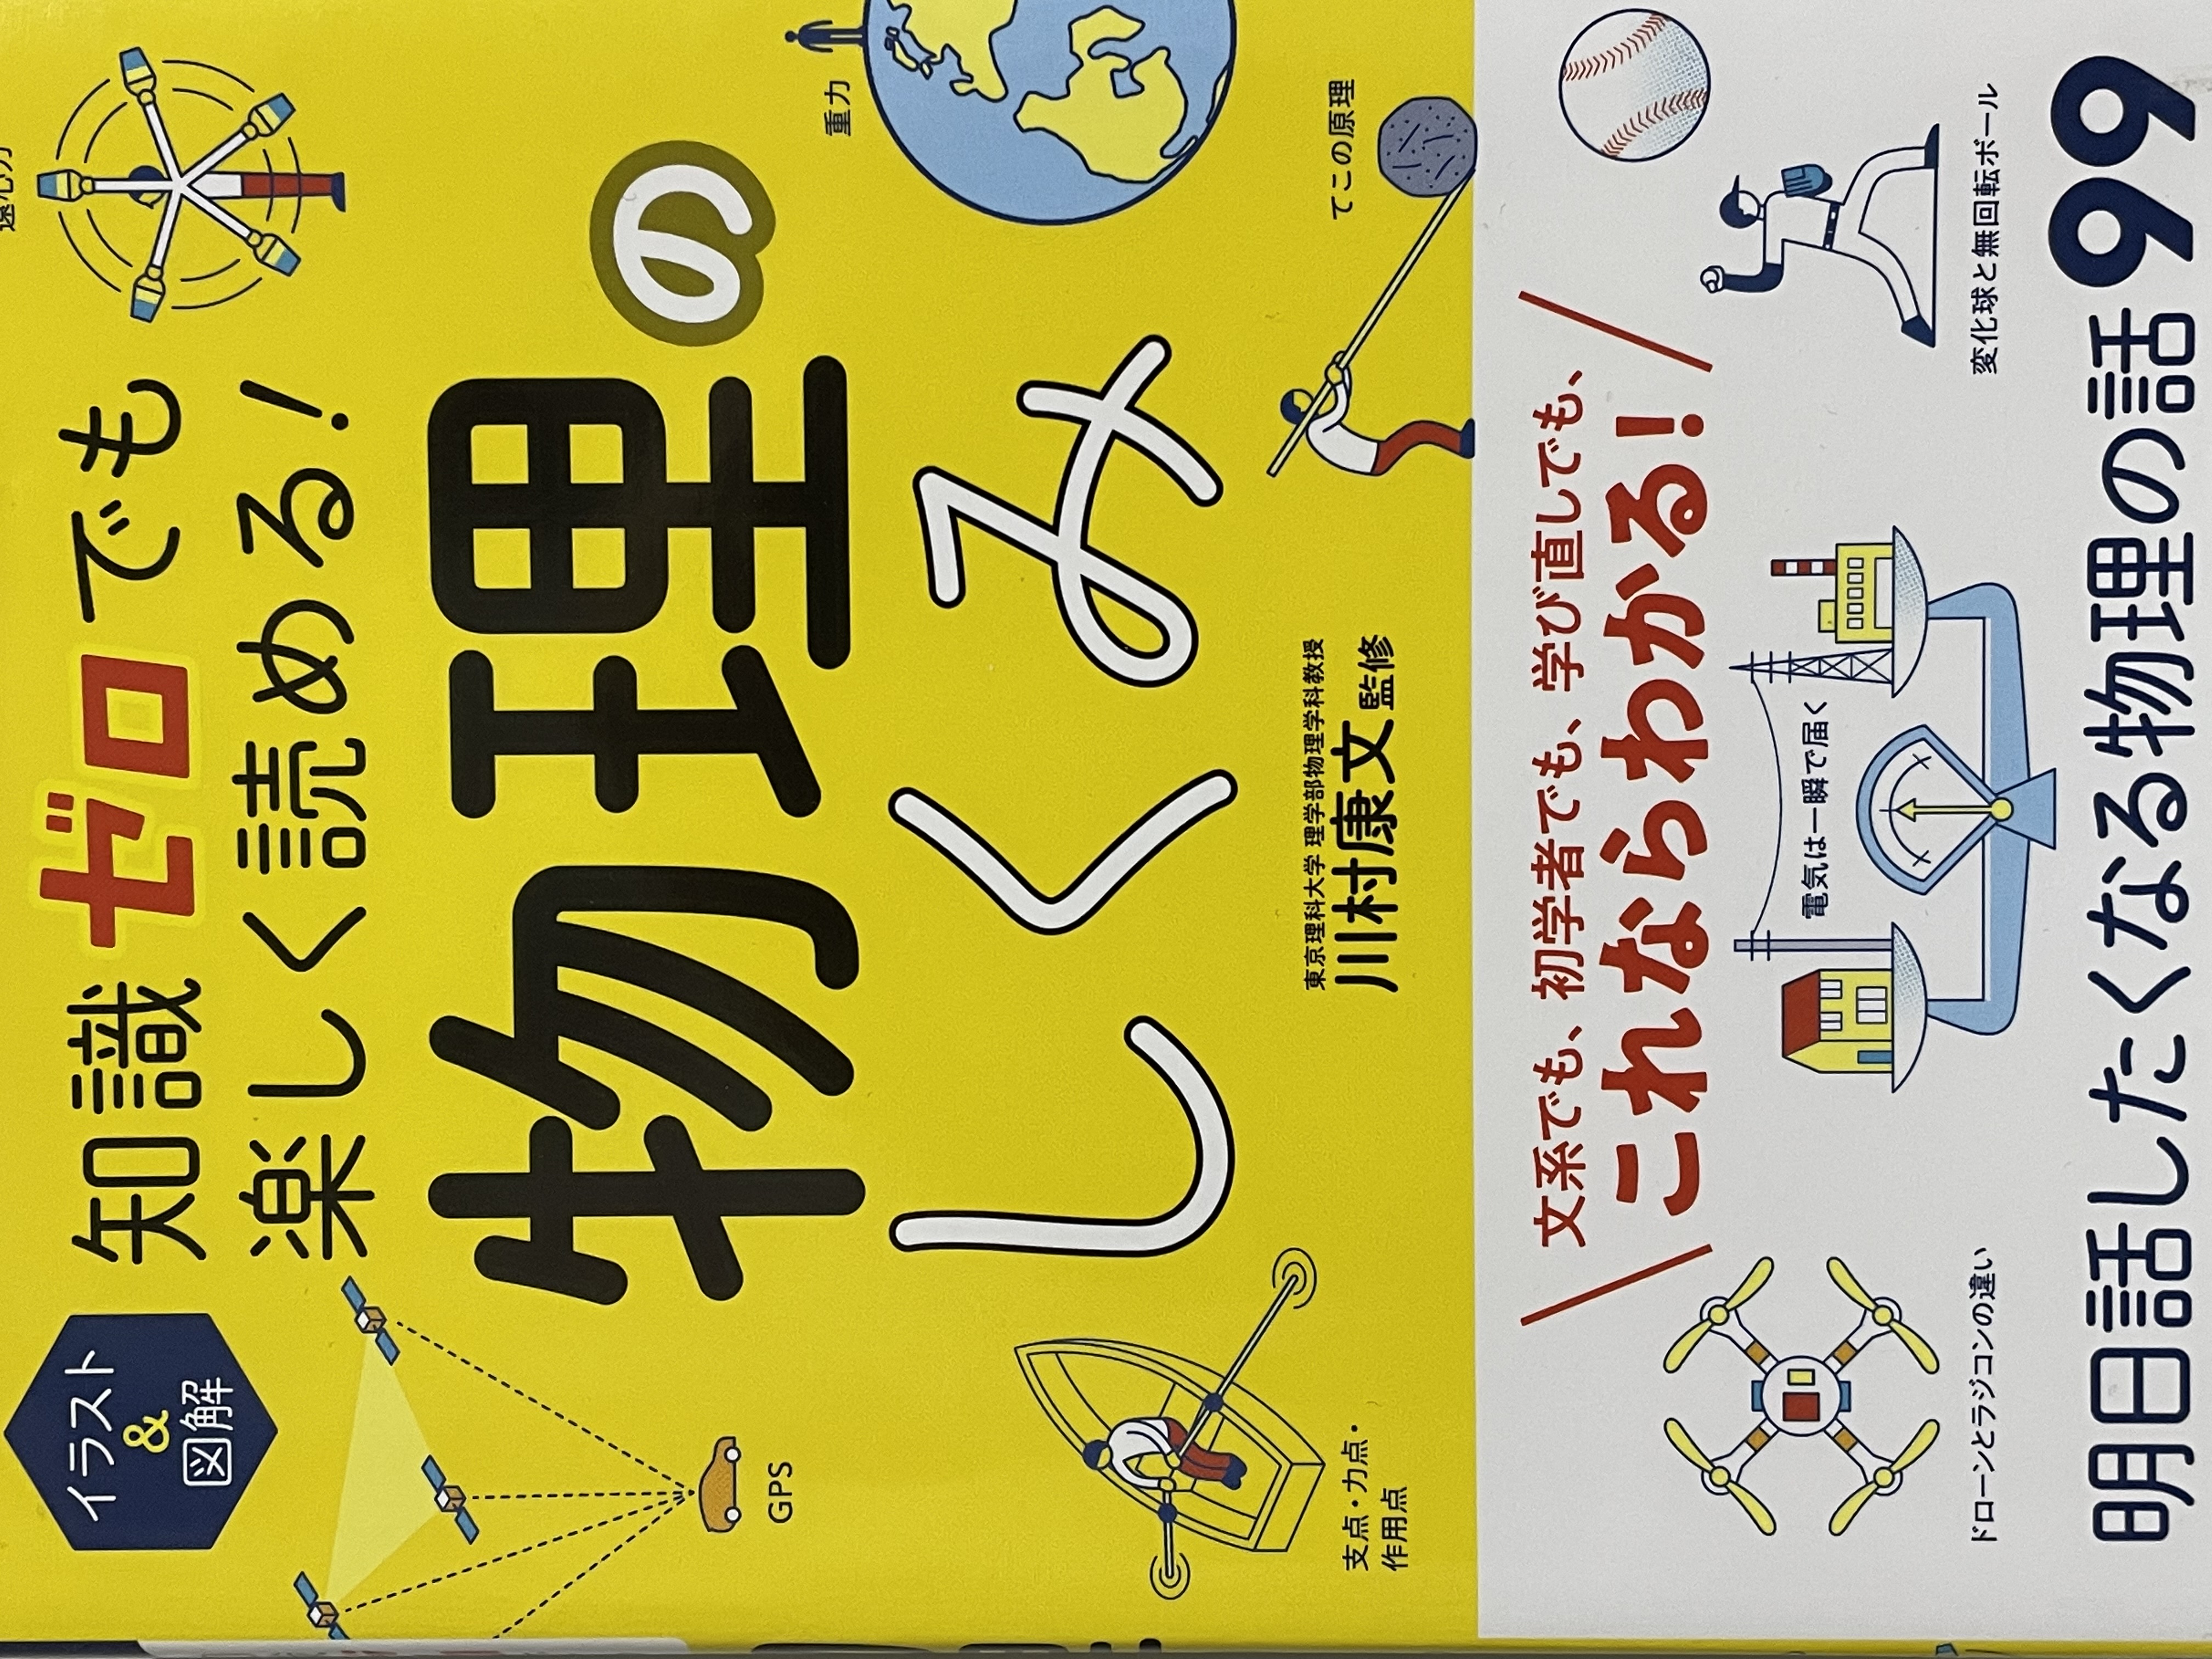 遠心力
イラスト
&
図解
知識ゼロでも
楽しく読める!
物理の
しくみ
GPS
重力
支点・力点・
作用点
東京理科大学 理学部物理学科教授
川村康文 監修
てこの原理
文系でも、初学者でも、学び直しでも、
これならわかる!
電気は一瞬で届く
ドローンとラジコンの違い
変化球と無回転ボール
明日話したくなる物理の話99